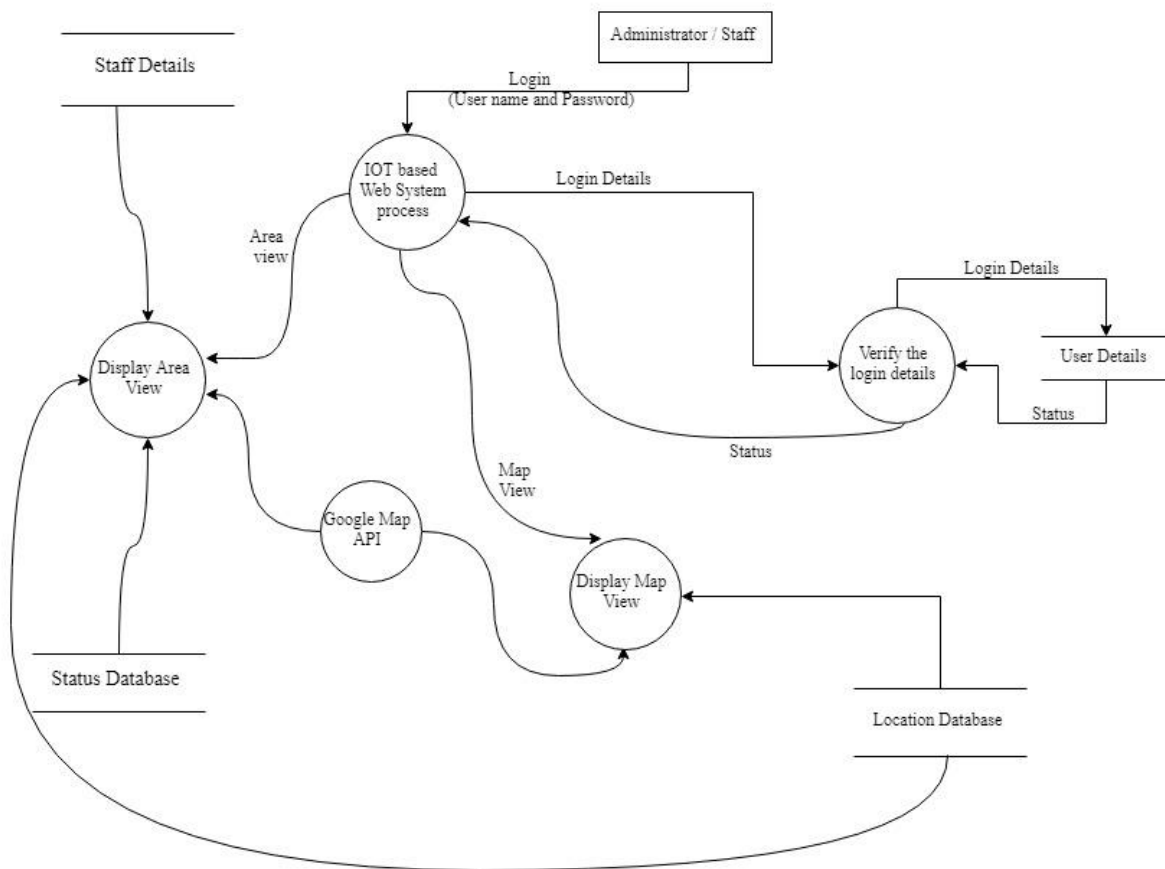 Administrator / Staff
Staff Details
Login
(User name and Password)
IOT based
Web System
process
Login Details
Area
view
Login Details
Verify the
login details
User Details
Status
Display Area
View
Status
Map
View
Google Map
API
Display Map
View
Status Database
Location Database